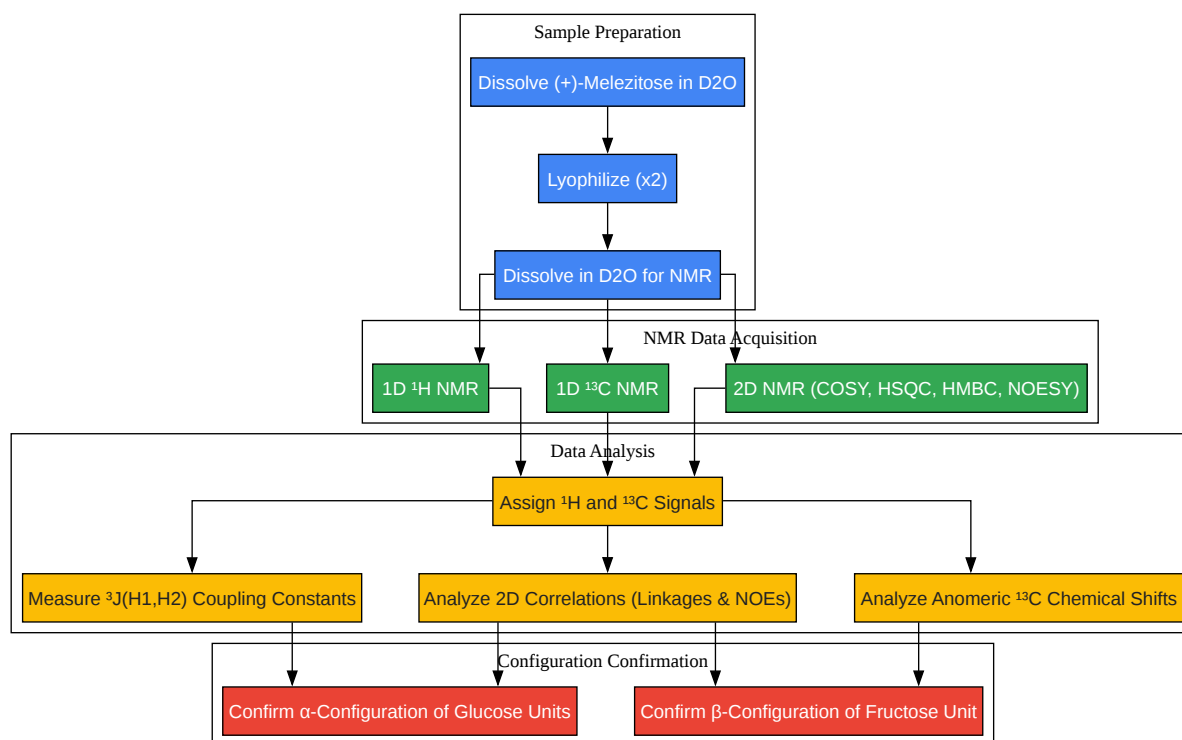 Sample Preparation
Dissolve (+)-Melezitose in D2O
Lyophilize (x2)
Dissolve in D2O for NMR
NMR Data Acquisition
1D ¹H NMR
1D ¹³C NMR
2D NMR (COSY, HSQC, HMBC, NOESY)
Data Analysis
Assign ¹H and ¹³C Signals
Measure ³J(H1,H2) Coupling Constants
Analyze 2D Correlations (Linkages & NOEs)
Analyze Anomeric ¹³C Chemical Shifts
Configuration Confirmation
Confirm α-Configuration of Glucose Units
Confirm β-Configuration of Fructose Unit